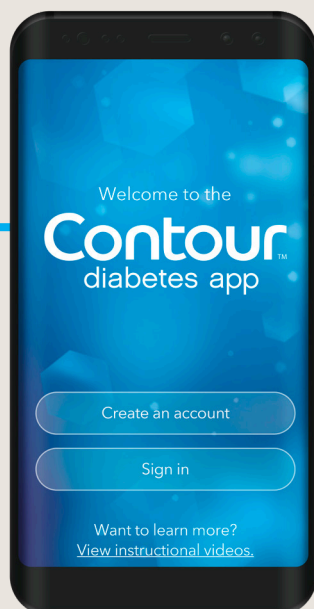 Welcome to the
Contour™
diabetes app
Create an account
Sign in
Want to learn more?
View instructional videos.